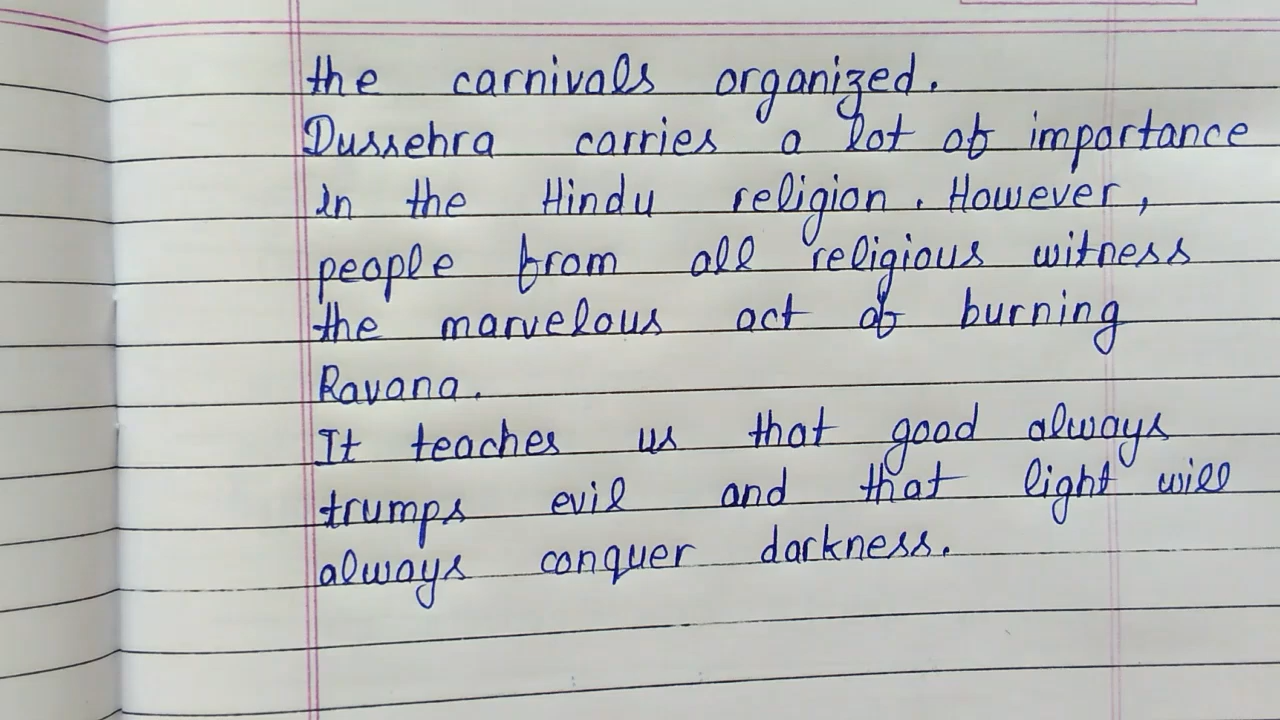 the carnivals organized.
Dussehra carries a lot of importance
in the Hindu religion. However,
people from all religious witness
the marvelous act of burning
Ravana.
It teaches us that good always
trumps evil and that light will
always conquer darkness.